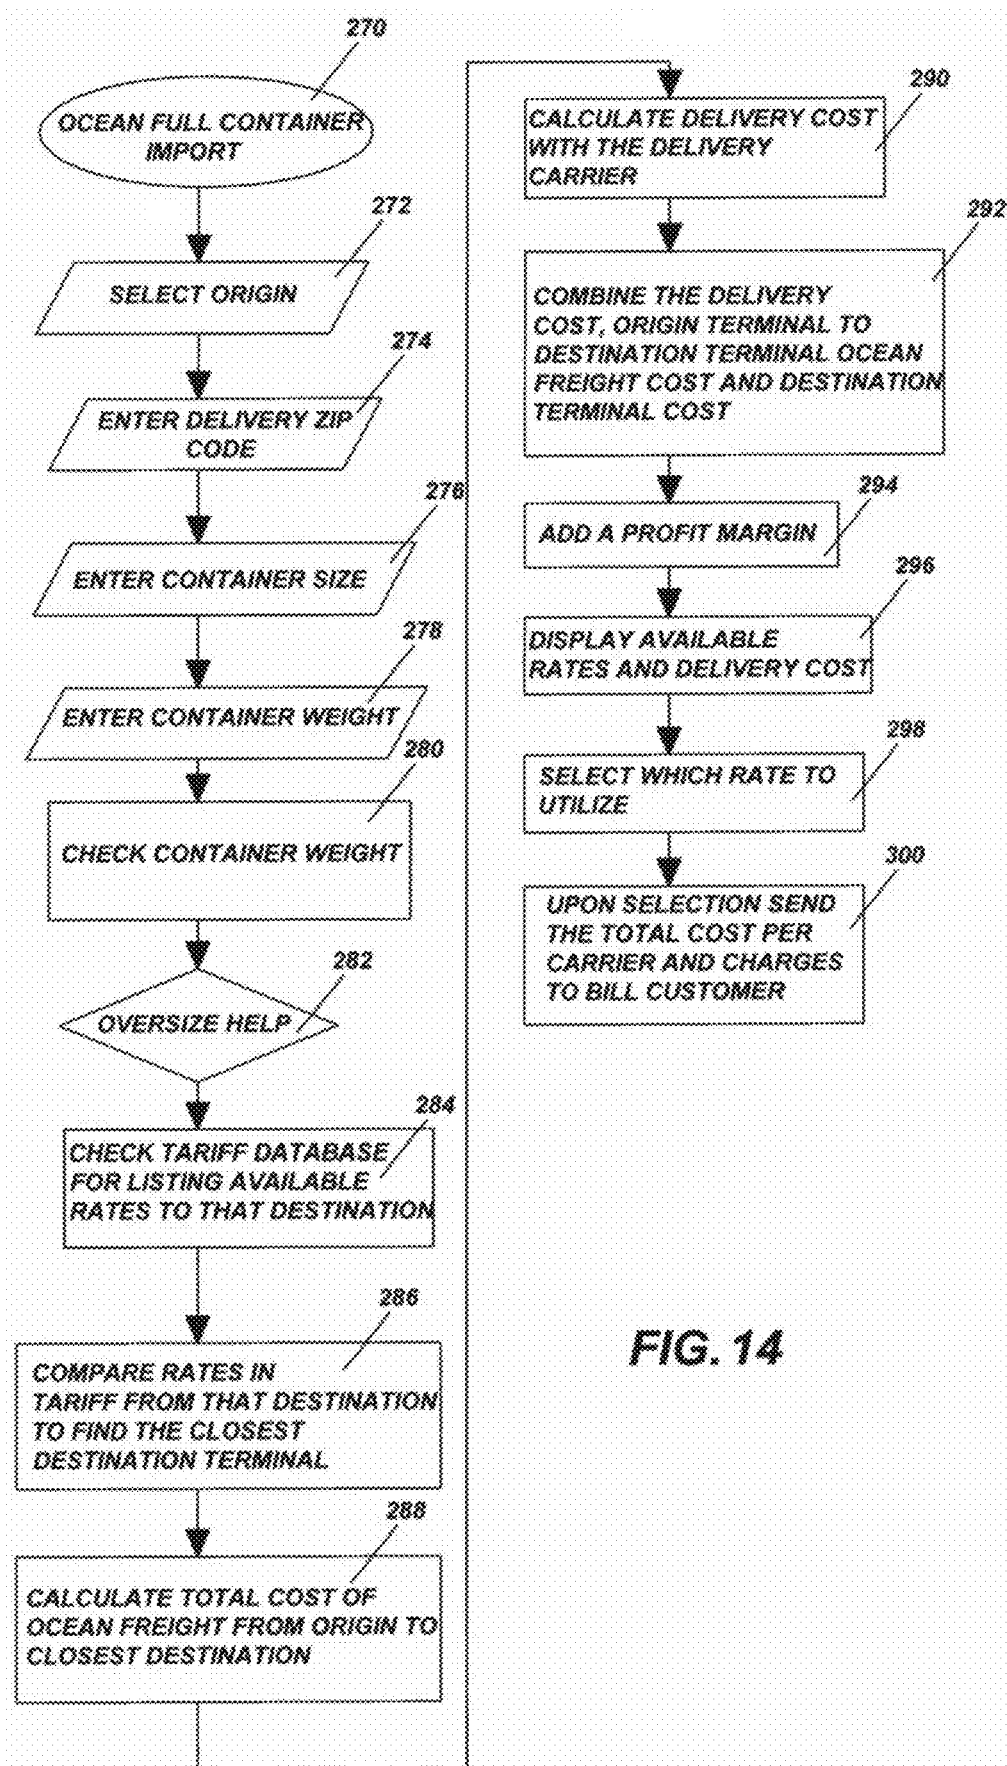 270
OCEAN FULL CONTAINER
IMPORT
272
SELECT ORIGIN
274
ENTER DELIVERY ZIP
CODE
276
ENTER CONTAINER SIZE
278
ENTER CONTAINER WEIGHT
280
CHECK CONTAINER WEIGHT
282
OVERSIZE HELP
284
CHECK TARIFF DATABASE
FOR LISTING AVAILABLE
RATES TO THAT DESTINATION
286
COMPARE RATES IN
TARIFF FROM THAT DESTINATION
TO FIND THE CLOSEST
DESTINATION TERMINAL
288
CALCULATE TOTAL COST OF
OCEAN FREIGHT FROM ORIGIN TO
CLOSEST DESTINATION
290
CALCULATE DELIVERY COST
WITH THE DELIVERY
CARRIER
292
COMBINE THE DELIVERY
COST, ORIGIN TERMINAL TO
DESTINATION TERMINAL OCEAN
FREIGHT COST AND DESTINATION
TERMINAL COST
294
ADD A PROFIT MARGIN
296
DISPLAY AVAILABLE
RATES AND DELIVERY COST
298
SELECT WHICH RATE TO
UTILIZE
300
UPON SELECTION SEND
THE TOTAL COST PER
CARRIER AND CHARGES
TO BILL CUSTOMER
FIG. 14